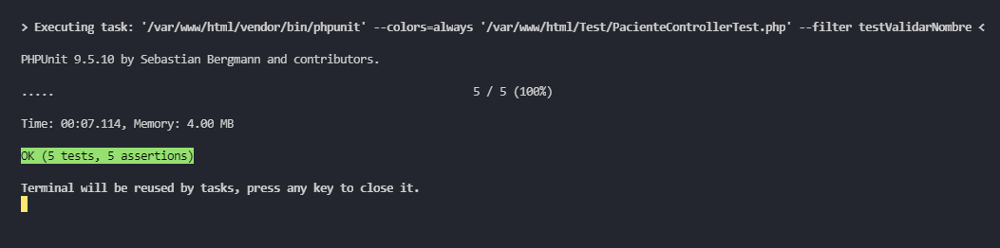 > Executing task: '/var/www/html/vendor/bin/phpunit' --colors=always '/var/www/html/Test/PacienteControllerTest.php' --filter testValidarNombre <
PHPUnit 9.5.10 by Sebastian Bergmann and contributors.
..... 5 / 5 (100%)
Time: 00:07.114, Memory: 4.00 MB
OK (5 tests, 5 assertions)
Terminal will be reused by tasks, press any key to close it.